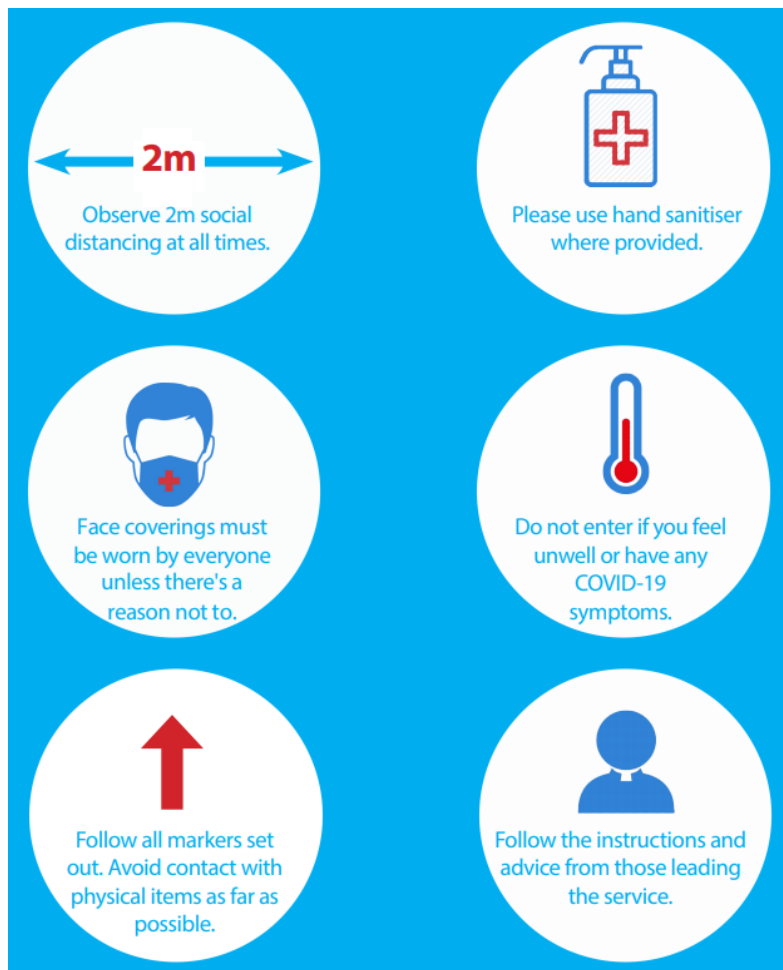 2m
Observe 2m social
distancing at all times.
Please use hand sanitiser
where provided.
Face coverings must
be worn by everyone
unless there's a
reason not to.
Do not enter if you feel
unwell or have any
COVID-19
symptoms.
Follow all markers set
out. Avoid contact with
physical items as far as
possible.
Follow the instructions and
advice from those leading
the service.